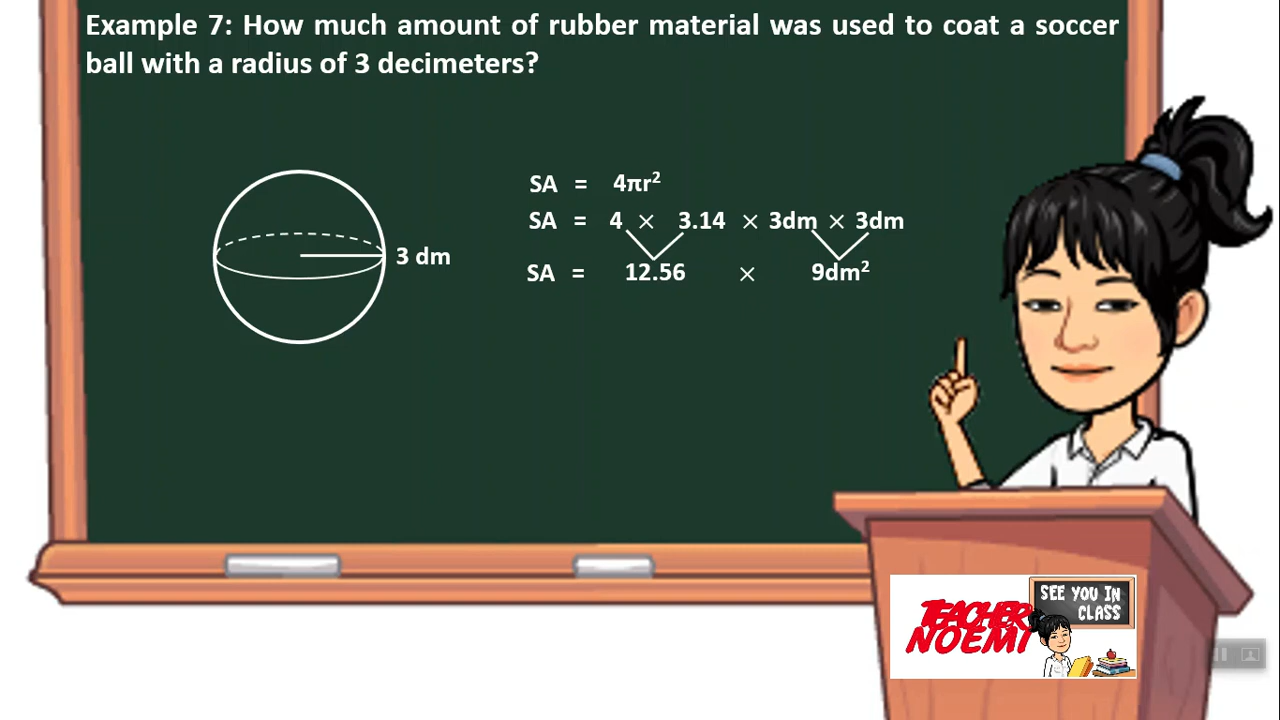 Example 7: How much amount of rubber material was used to coat a soccer
ball with a radius of 3 decimeters?
SA = 4πr²
SA = 4 × 3.14 × 3dm × 3dm
3 dm
SA = 12.56 × 9dm²
SEE YOU IN
CLASS
TEACHER
NOEMI